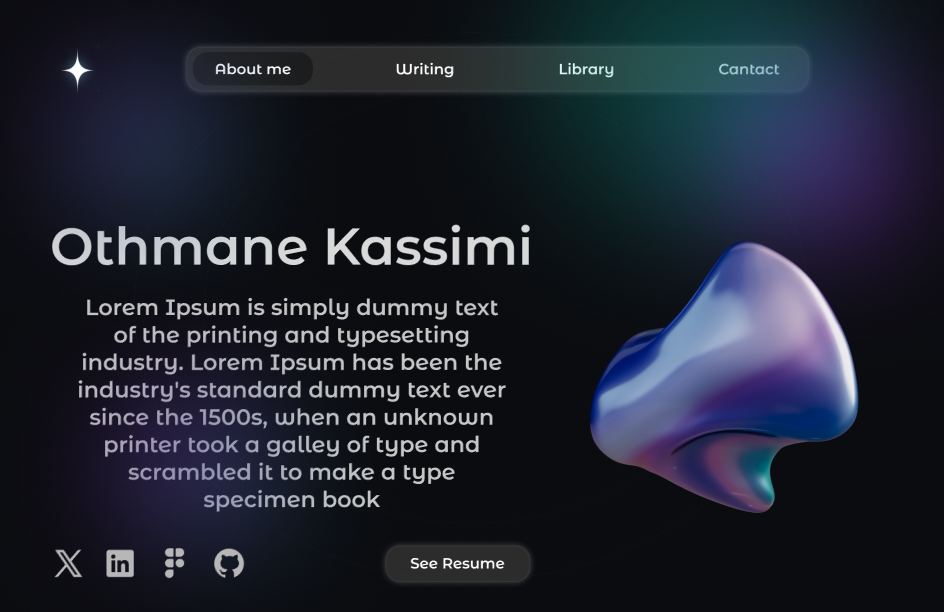 About me
Writing
Library
Cantact
Othmane Kassimi
Lorem Ipsum is simply dummy text
of the printing and typesetting
industry. Lorem Ipsum has been the
industry's standard dummy text ever
since the 1500s, when an unknown
printer took a galley of type and
scrambled it to make a type
specimen book
in
See Resume